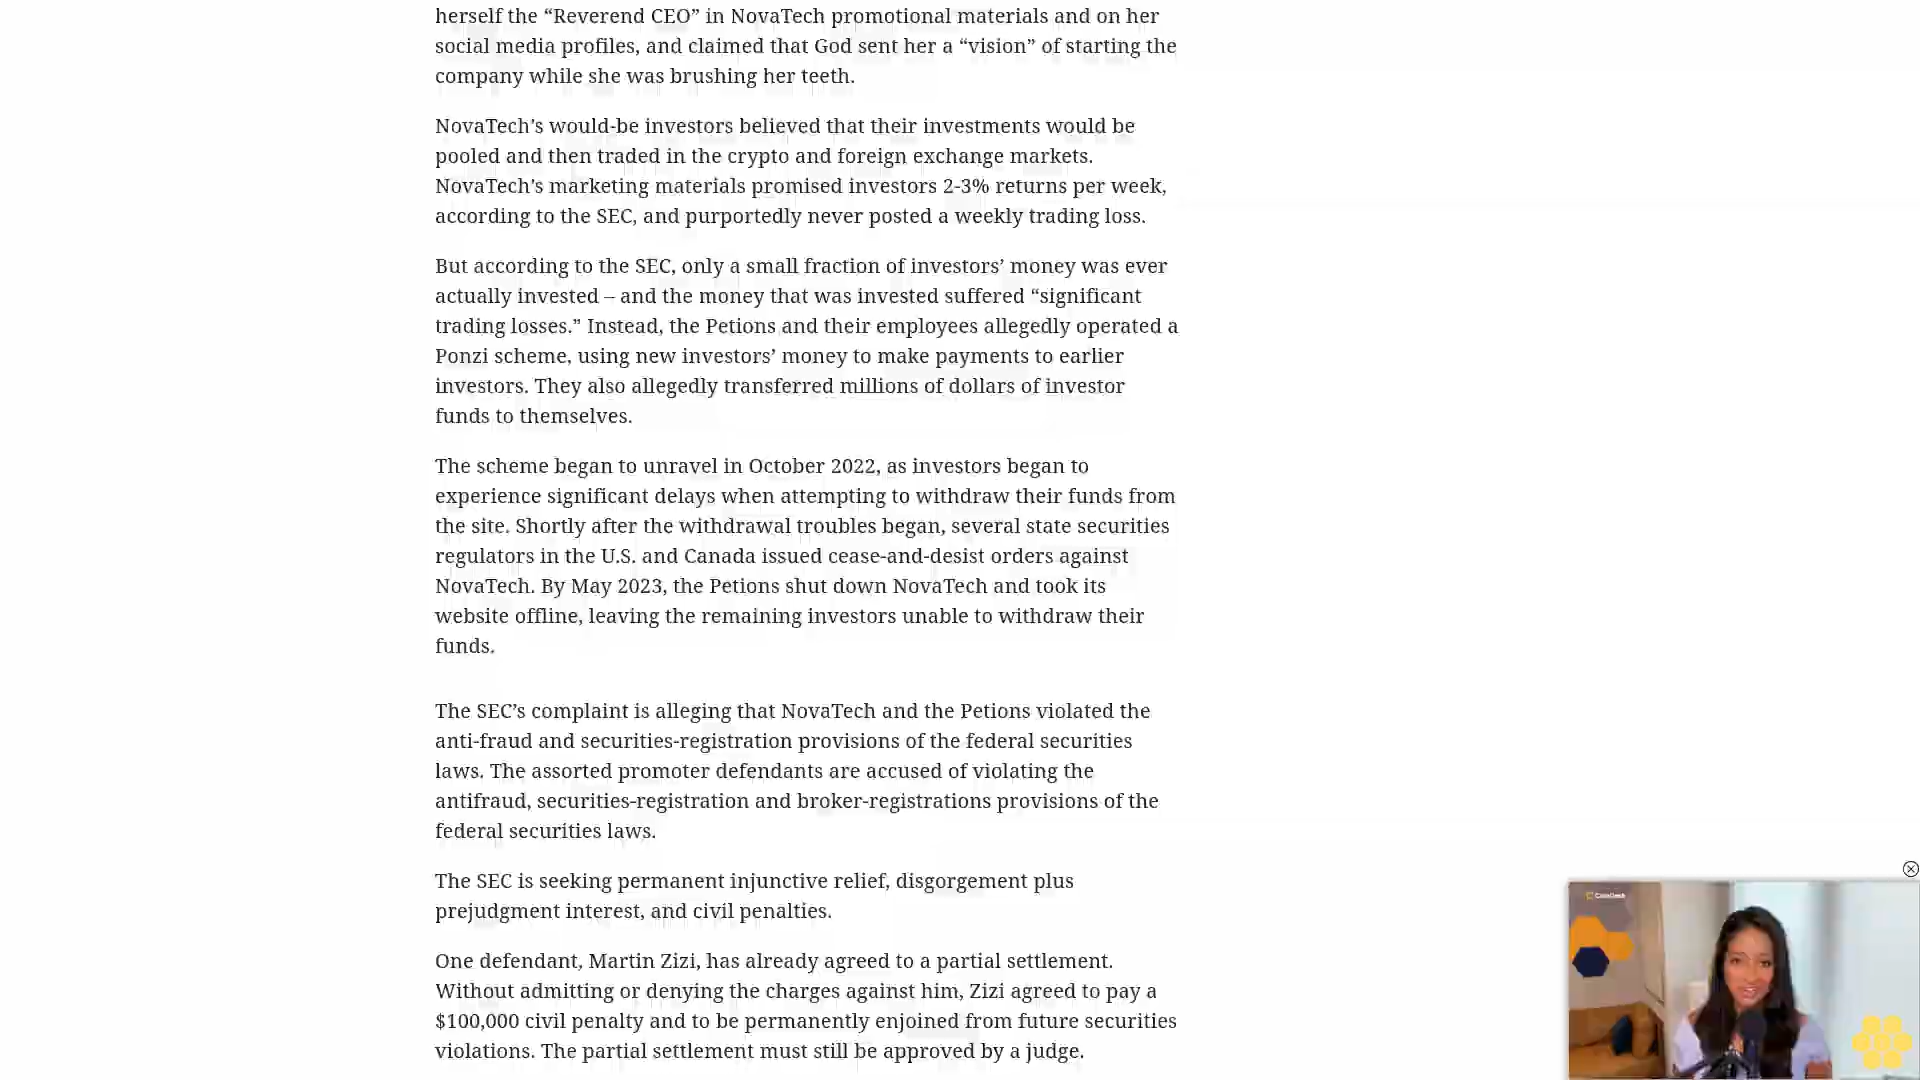 herself the “Reverend CEO” in NovaTech promotional materials and on her
social media profiles, and claimed that God sent her a “vision” of starting the
company while she was brushing her teeth.
NovaTech’s would-be investors believed that their investments would be
pooled and then traded in the crypto and foreign exchange markets.
NovaTech’s marketing materials promised investors 2-3% returns per week,
according to the SEC, and purportedly never posted a weekly trading loss.
But according to the SEC, only a small fraction of investors’ money was ever
actually invested – and the money that was invested suffered “significant
trading losses.” Instead, the Petions and their employees allegedly operated a
Ponzi scheme, using new investors’ money to make payments to earlier
investors. They also allegedly transferred millions of dollars of investor
funds to themselves.
The scheme began to unravel in October 2022, as investors began to
experience significant delays when attempting to withdraw their funds from
the site. Shortly after the withdrawal troubles began, several state securities
regulators in the U.S. and Canada issued cease-and-desist orders against
NovaTech. By May 2023, the Petions shut down NovaTech and took its
website offline, leaving the remaining investors unable to withdraw their
funds.
The SEC’s complaint is alleging that NovaTech and the Petions violated the
anti-fraud and securities-registration provisions of the federal securities
laws. The assorted promoter defendants are accused of violating the
antifraud, securities-registration and broker-registrations provisions of the
federal securities laws.
The SEC is seeking permanent injunctive relief, disgorgement plus
prejudgment interest, and civil penalties.
One defendant, Martin Zizi, has already agreed to a partial settlement.
Without admitting or denying the charges against him, Zizi agreed to pay a
$100,000 civil penalty and to be permanently enjoined from future securities
violations. The partial settlement must still be approved by a judge.
CoinDesk